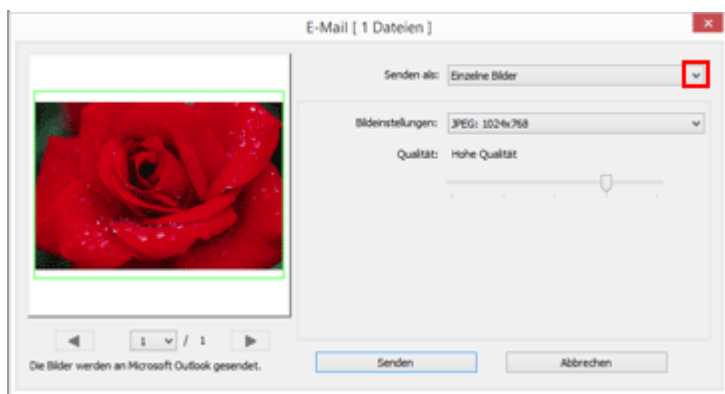 E-Mail [ 1 Dateien ]
Senden als: Einzelne Bilder
Bildeinstellungen: JPEG: 1024x768
Qualität: Hohe Qualität
1 / 1
Die Bilder werden an Microsoft Outlook gesendet.
Senden
Abbrechen